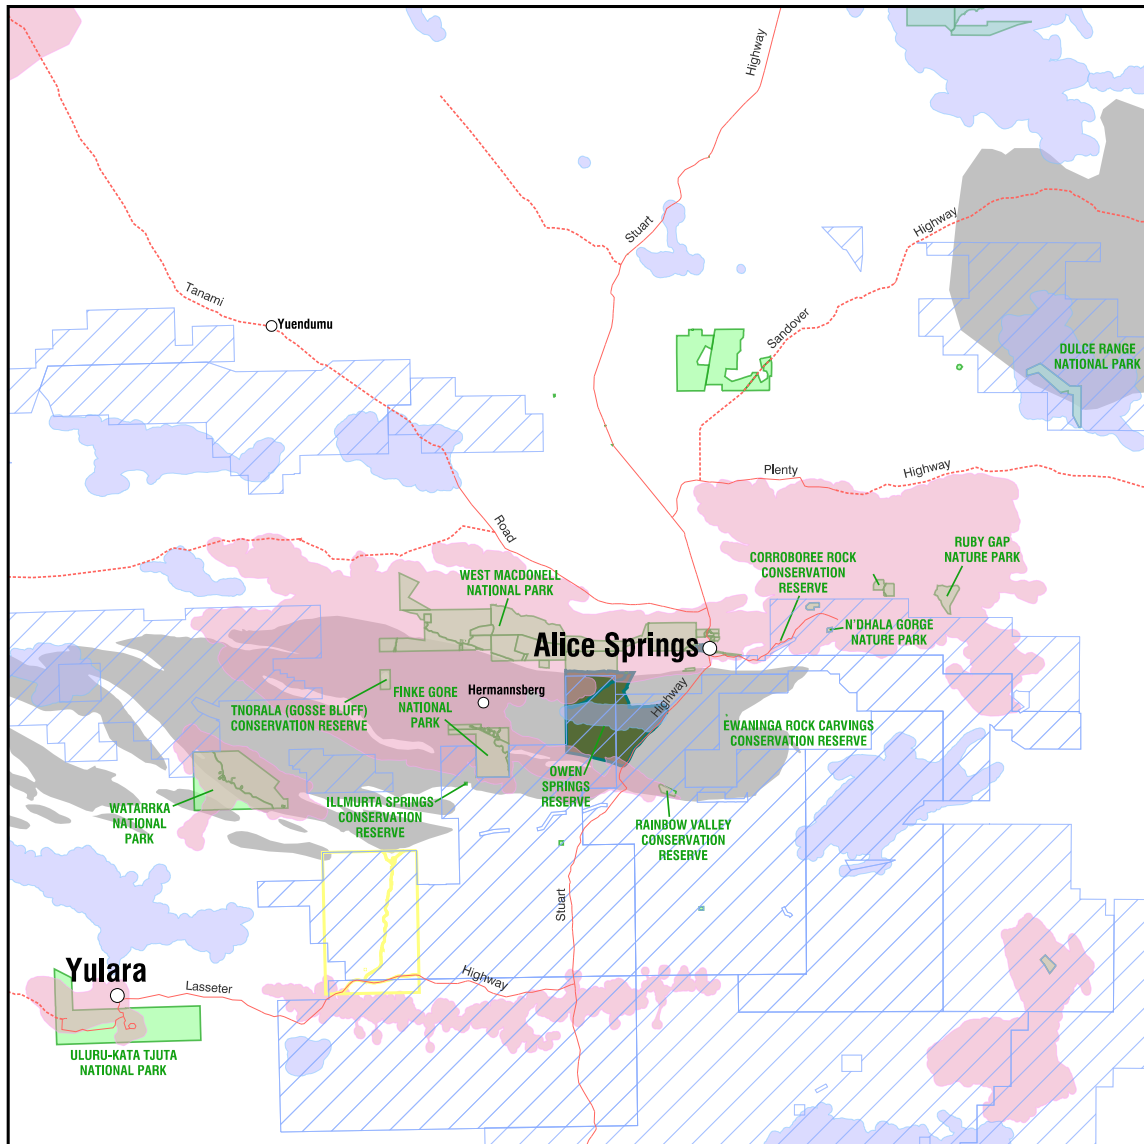 Highway
Stuart
Highway
Tanami
Yuendumu
Sandover
DULCE RANGE
NATIONAL PARK
Plenty
Highway
Road
RUBY GAP
NATURE PARK
CORROBOREE ROCK
CONSERVATION
RESERVE
WEST MACDONELL
NATIONAL PARK
N'DHALA GORGE
NATURE PARK
Alice Springs
FINKE GORE
NATIONAL
PARK
Hermannsberg
Highway
TNORALA (GOSSE BLUFF)
CONSERVATION RESERVE
EWANINGA ROCK CARVINGS
CONSERVATION RESERVE
OWEN
SPRINGS
RESERVE
ILLMURTA SPRINGS
CONSERVATION
RESERVE
WATARRKA
NATIONAL
PARK
RAINBOW VALLEY
CONSERVATION
RESERVE
Stuart
Yulara
Lasseter
Highway
ULURU-KATA TJUTA
NATIONAL PARK